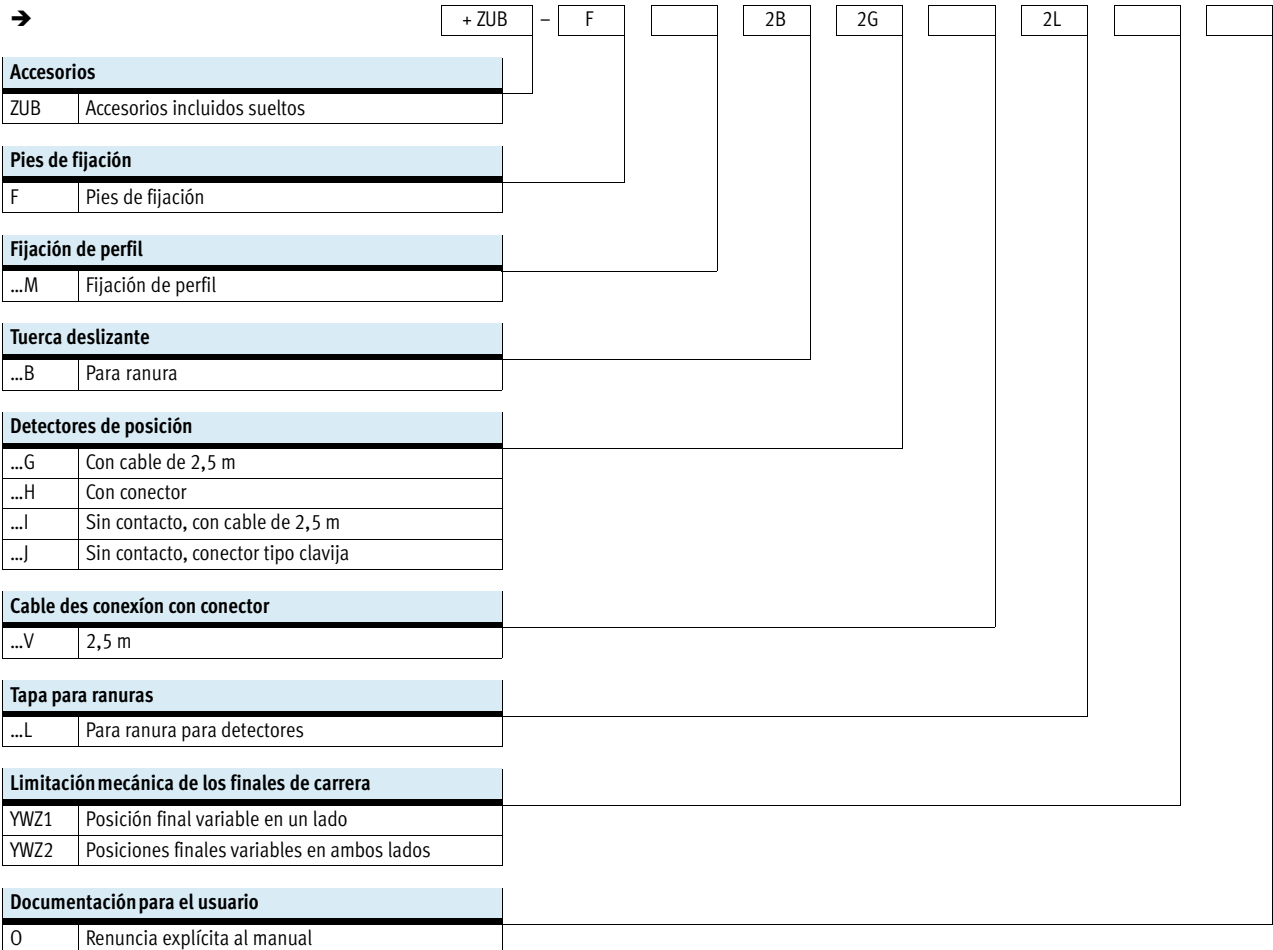 ➔ + ZUB – F 2B 2G 2L
Accesorios
ZUB Accesorios incluidos sueltos
Pies de fijación
F Pies de fijación
Fijación de perfil
...M Fijación de perfil
Tuerca deslizante
...B Para ranura
Detectores de posición
...G Con cable de 2,5 m
...H Con conector
...I Sin contacto, con cable de 2,5 m
...J Sin contacto, conector tipo clavija
Cable des conexíon con conector
...V 2,5 m
Tapa para ranuras
...L Para ranura para detectores
Limitación mecánica de los finales de carrera
YWZ1 Posición final variable en un lado
YWZ2 Posiciones finales variables en ambos lados
Documentación para el usuario
O Renuncia explícita al manual